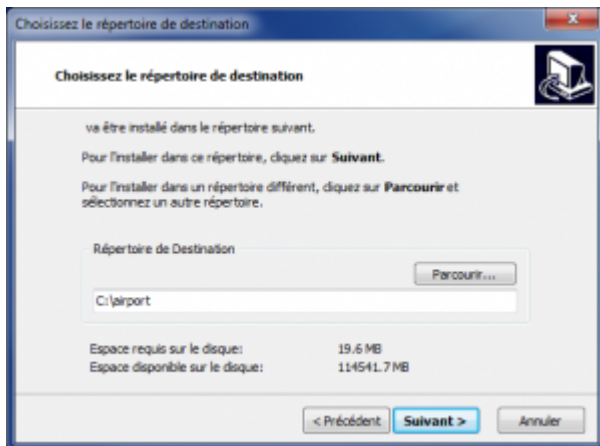 Choisissez le répertoire de destination
Choisissez le répertoire de destination
va être installé dans le répertoire suivant.
Pour l'installer dans ce répertoire, cliquez sur Suivant.
Pour l'installer dans un répertoire différent, cliquez sur Parcourir et
sélectionnez un autre répertoire.
Répertoire de Destination
Parcourir...
C:\airport
Espace requis sur le disque: 19.6 MB
Espace disponible sur le disque: 114541.7 MB
< Précédent Suivant > Annuler